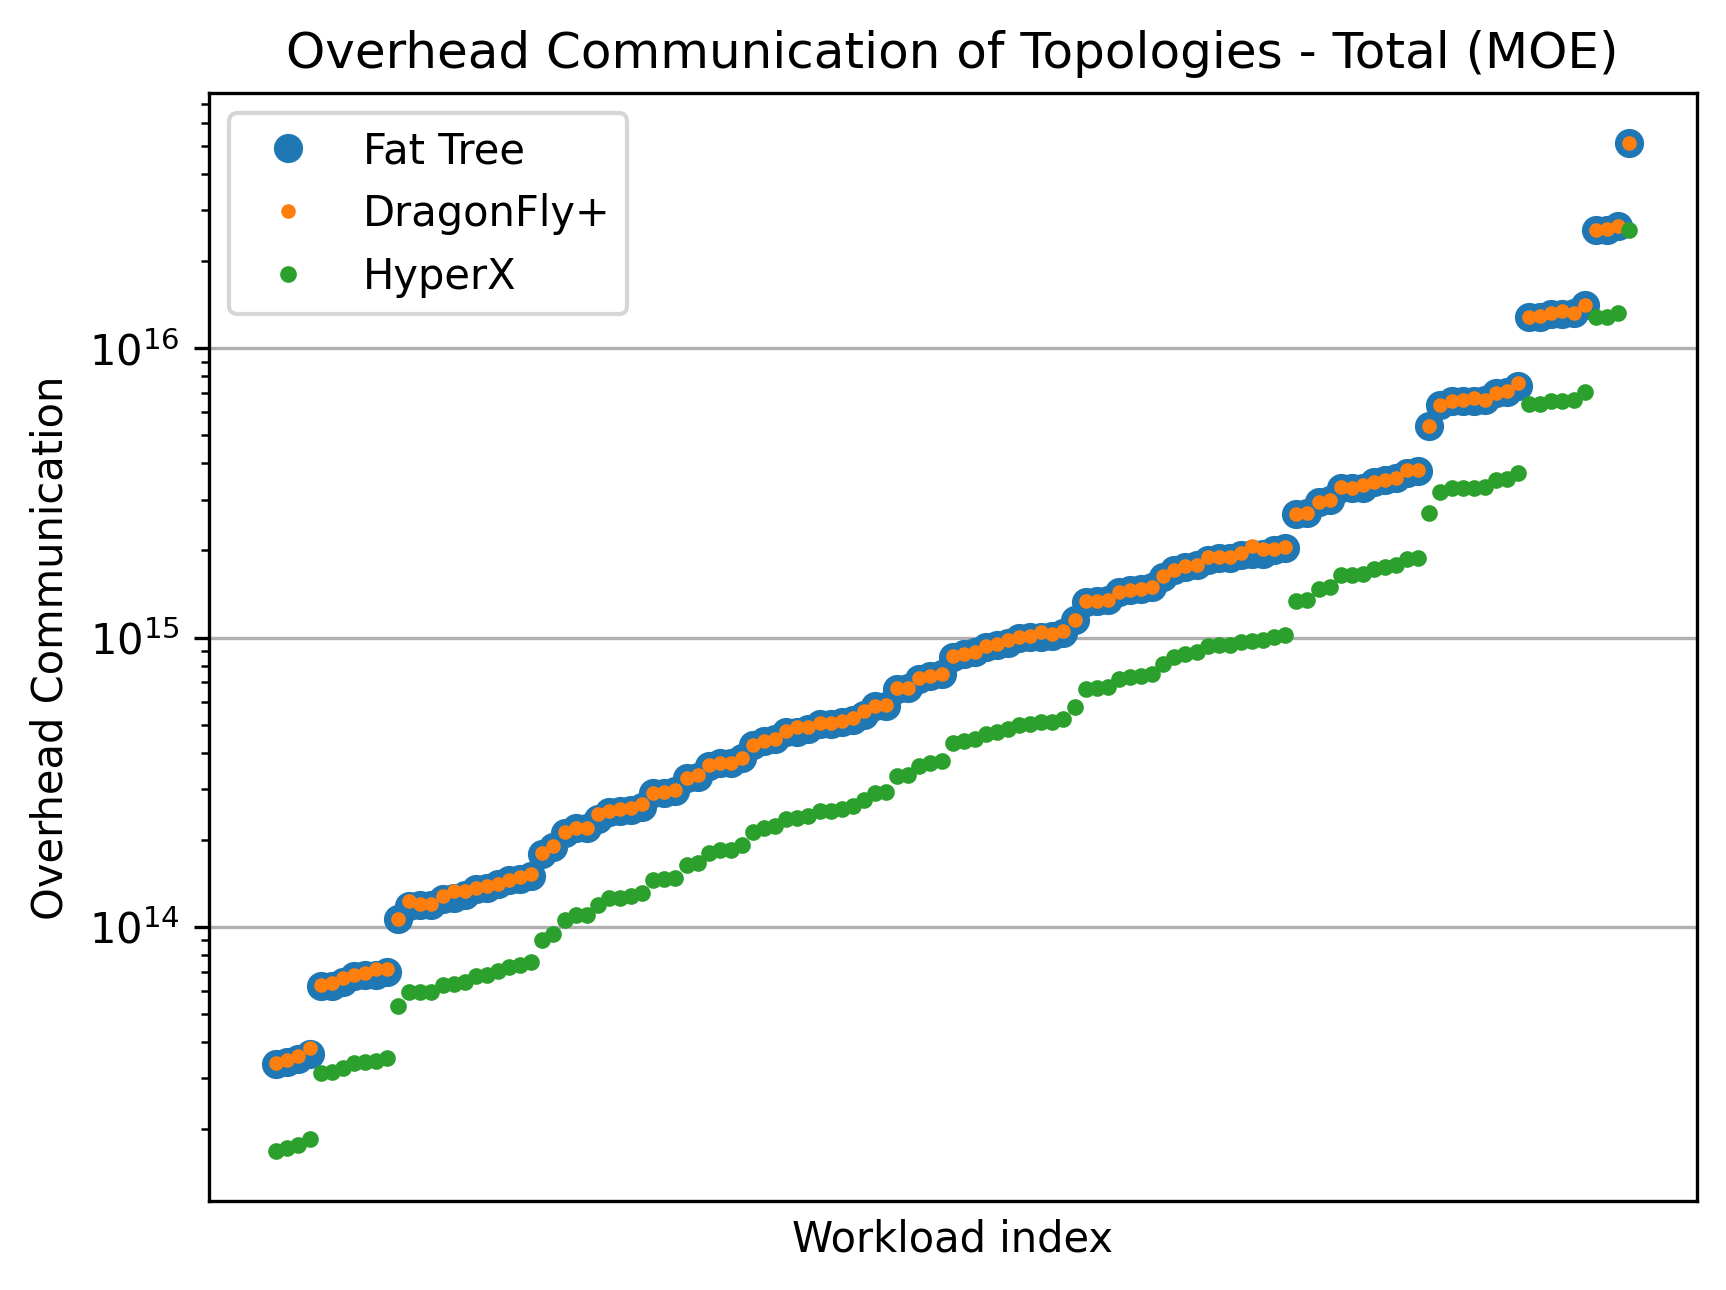 Overhead Communication of Topologies - Total (MOE)
Fat Tree
DragonFly+
HyperX
10^16
10^15
10^14
Overhead Communication
Workload index